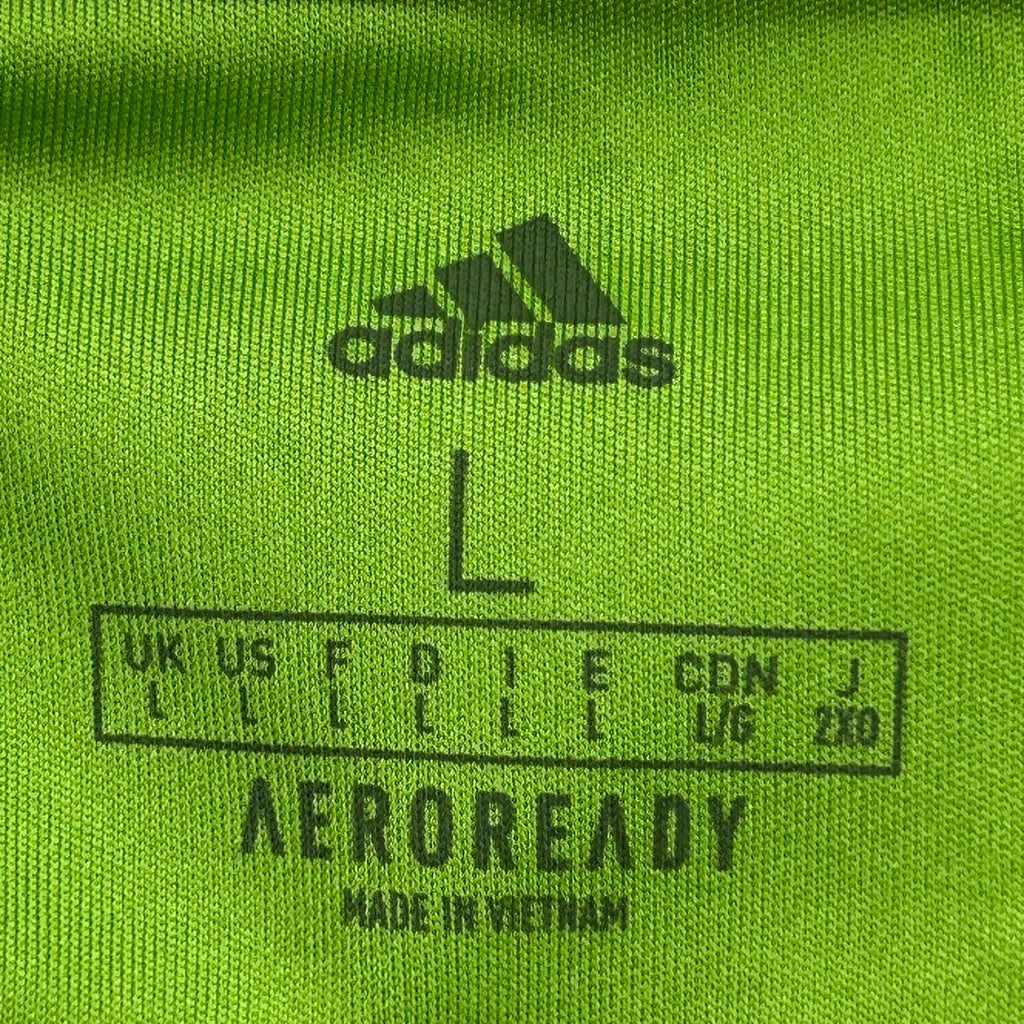 adidas
L
UK US F D I E CDN J
L L L L L L L/G 2XO
AEROREADY
MADE IN VIETNAM